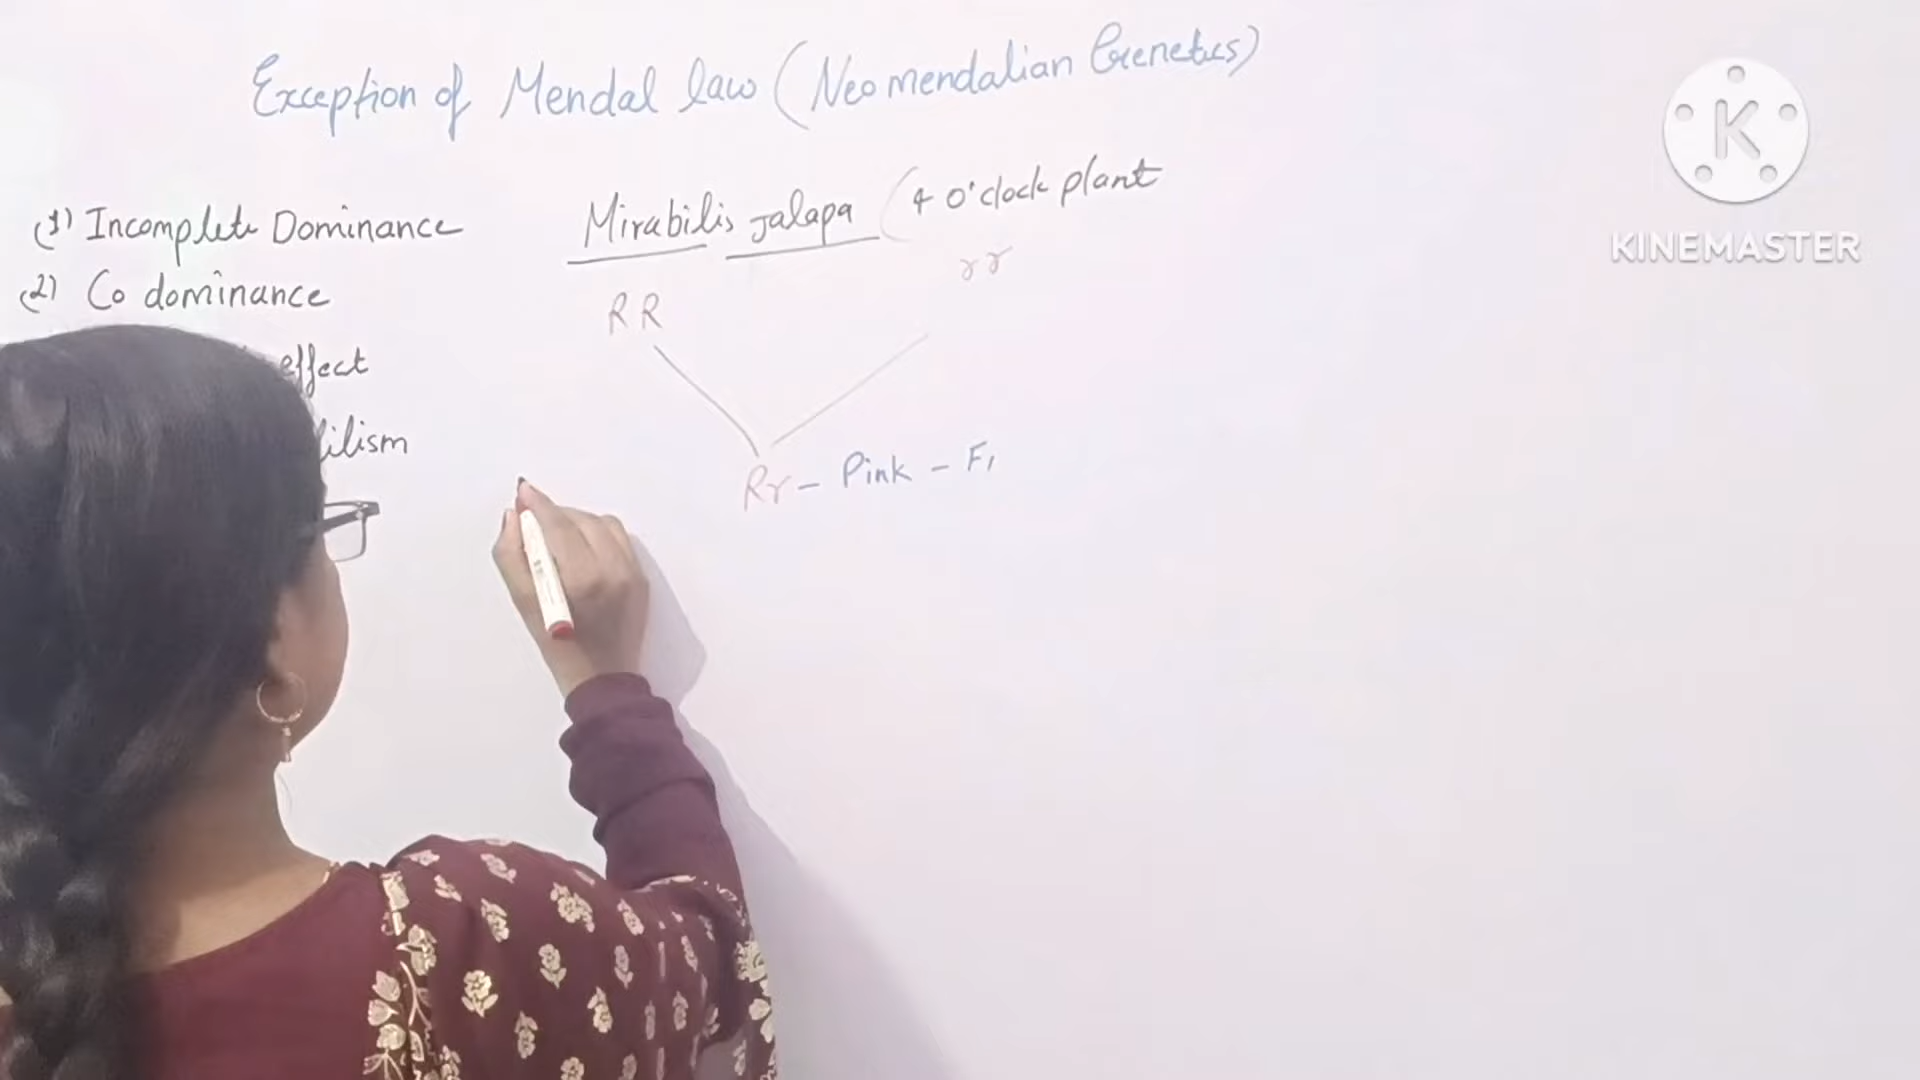 Exception of Mendal law (Neo mendalian Genetics)
(1) Incomplete Dominance
(2) Co dominance
effect
Mirabilis jalapa (4 o'clock plant
RR
rr
Rr - Pink - F1
K
KINEMASTER